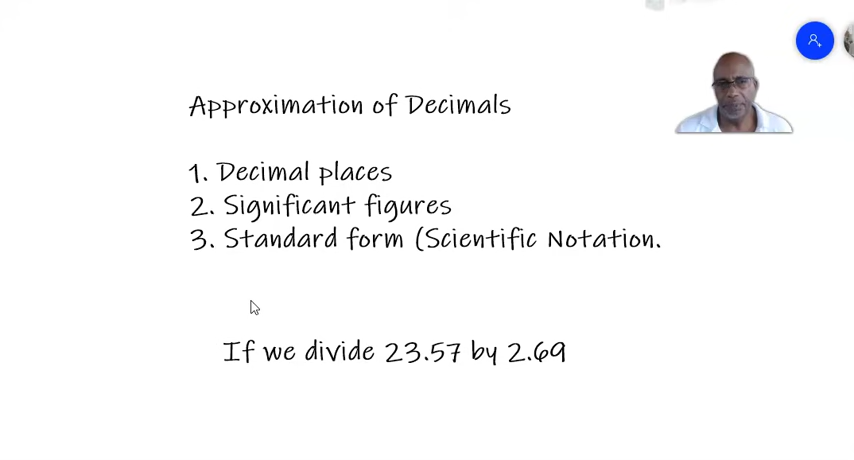 Approximation of Decimals
1. Decimal places
2. Significant figures
3. Standard form (Scientific Notation.
If we divide 23.57 by 2.69